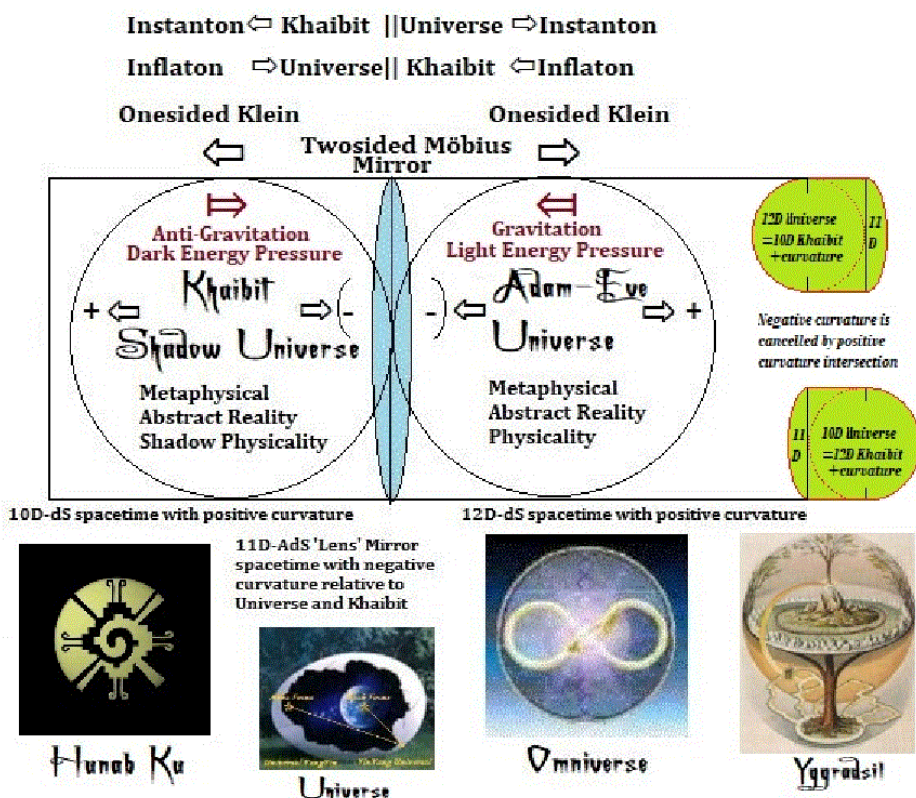 Instanton⇦ Khaibit ||Universe ⇨Instanton
Inflaton ⇨Universe|| Khaibit ⇦Inflaton
Onesided Klein
Onesided Klein
Twosided Möbius
Mirror
Anti-Gravitation
Dark Energy Pressure
Khaibit
Shadow Universe
+
-
Metaphysical
Abstract Reality
Shadow Physicality
Gravitation
Light Energy Pressure
Adam-Eve
Universe
-
+
Metaphysical
Abstract Reality
Physicality
12D Universe
=10D Khaibit
+curvature
11
D
Negative curvature is
cancelled by positive
curvature intersection
11
D
10D Universe
=12D Khaibit
+curvature
10D-dS spacetime with positive curvature
12D-dS spacetime with positive curvature
11D-AdS 'Lens' Mirror
spacetime with negative
curvature relative to
Universe and Khaibit
Hunab Ku
Universe
Omniverse
Yggradsil